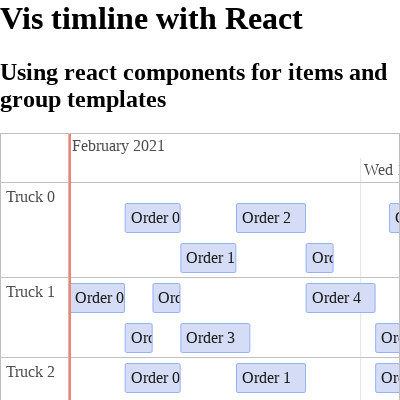 Vis timline with React
Using react components for items and
group templates
February 2021
Wed
Truck 0
Order 0
Order 2
Order 1
Truck 1
Order 0
Order 4
Order 3
Truck 2
Order 0
Order 1